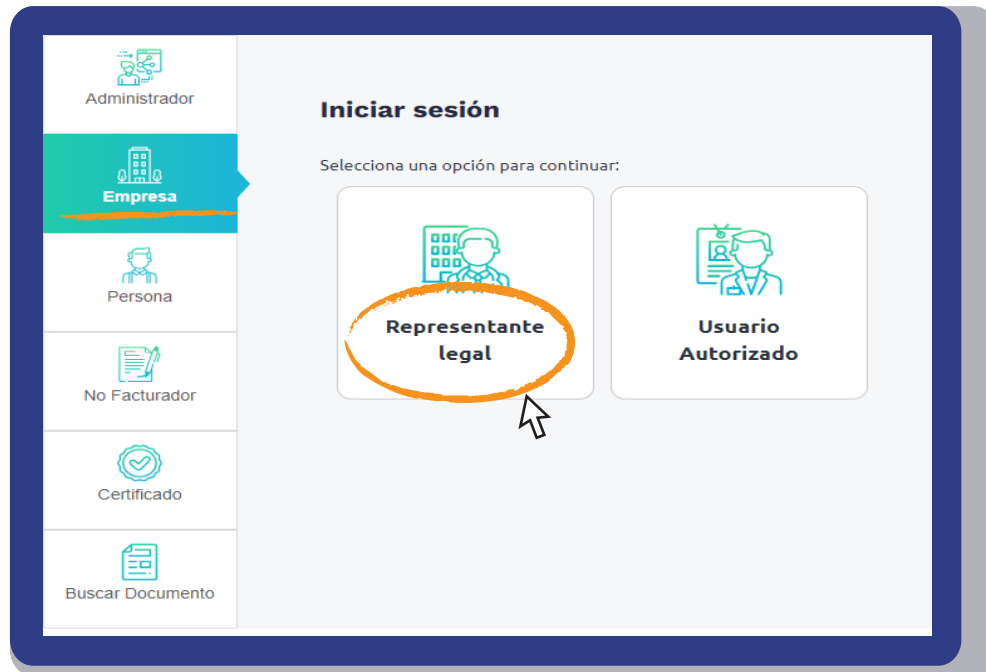 Administrador
Empresa
Persona
No Facturador
Certificado
Buscar Documento
Iniciar sesión
Selecciona una opción para continuar:
Representante
legal
Usuario
Autorizado